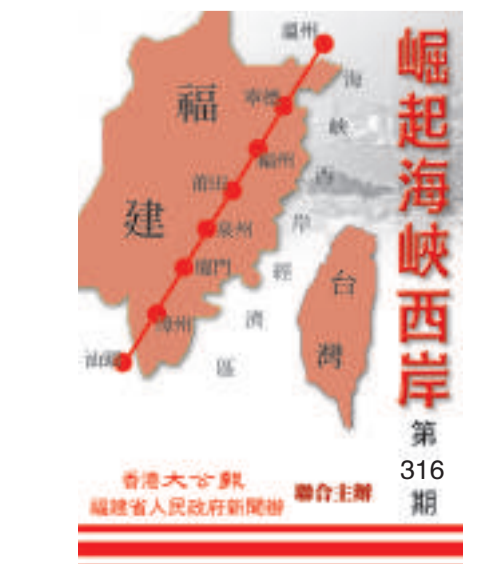 崛起海峽西岸
第
316
期
溫州
寧德
福州
莆田
泉州
廈門
漳州
汕頭
福建
台灣
海峽西岸經濟區
香港大公報
福建省人民政府新聞辦
聯合主辦